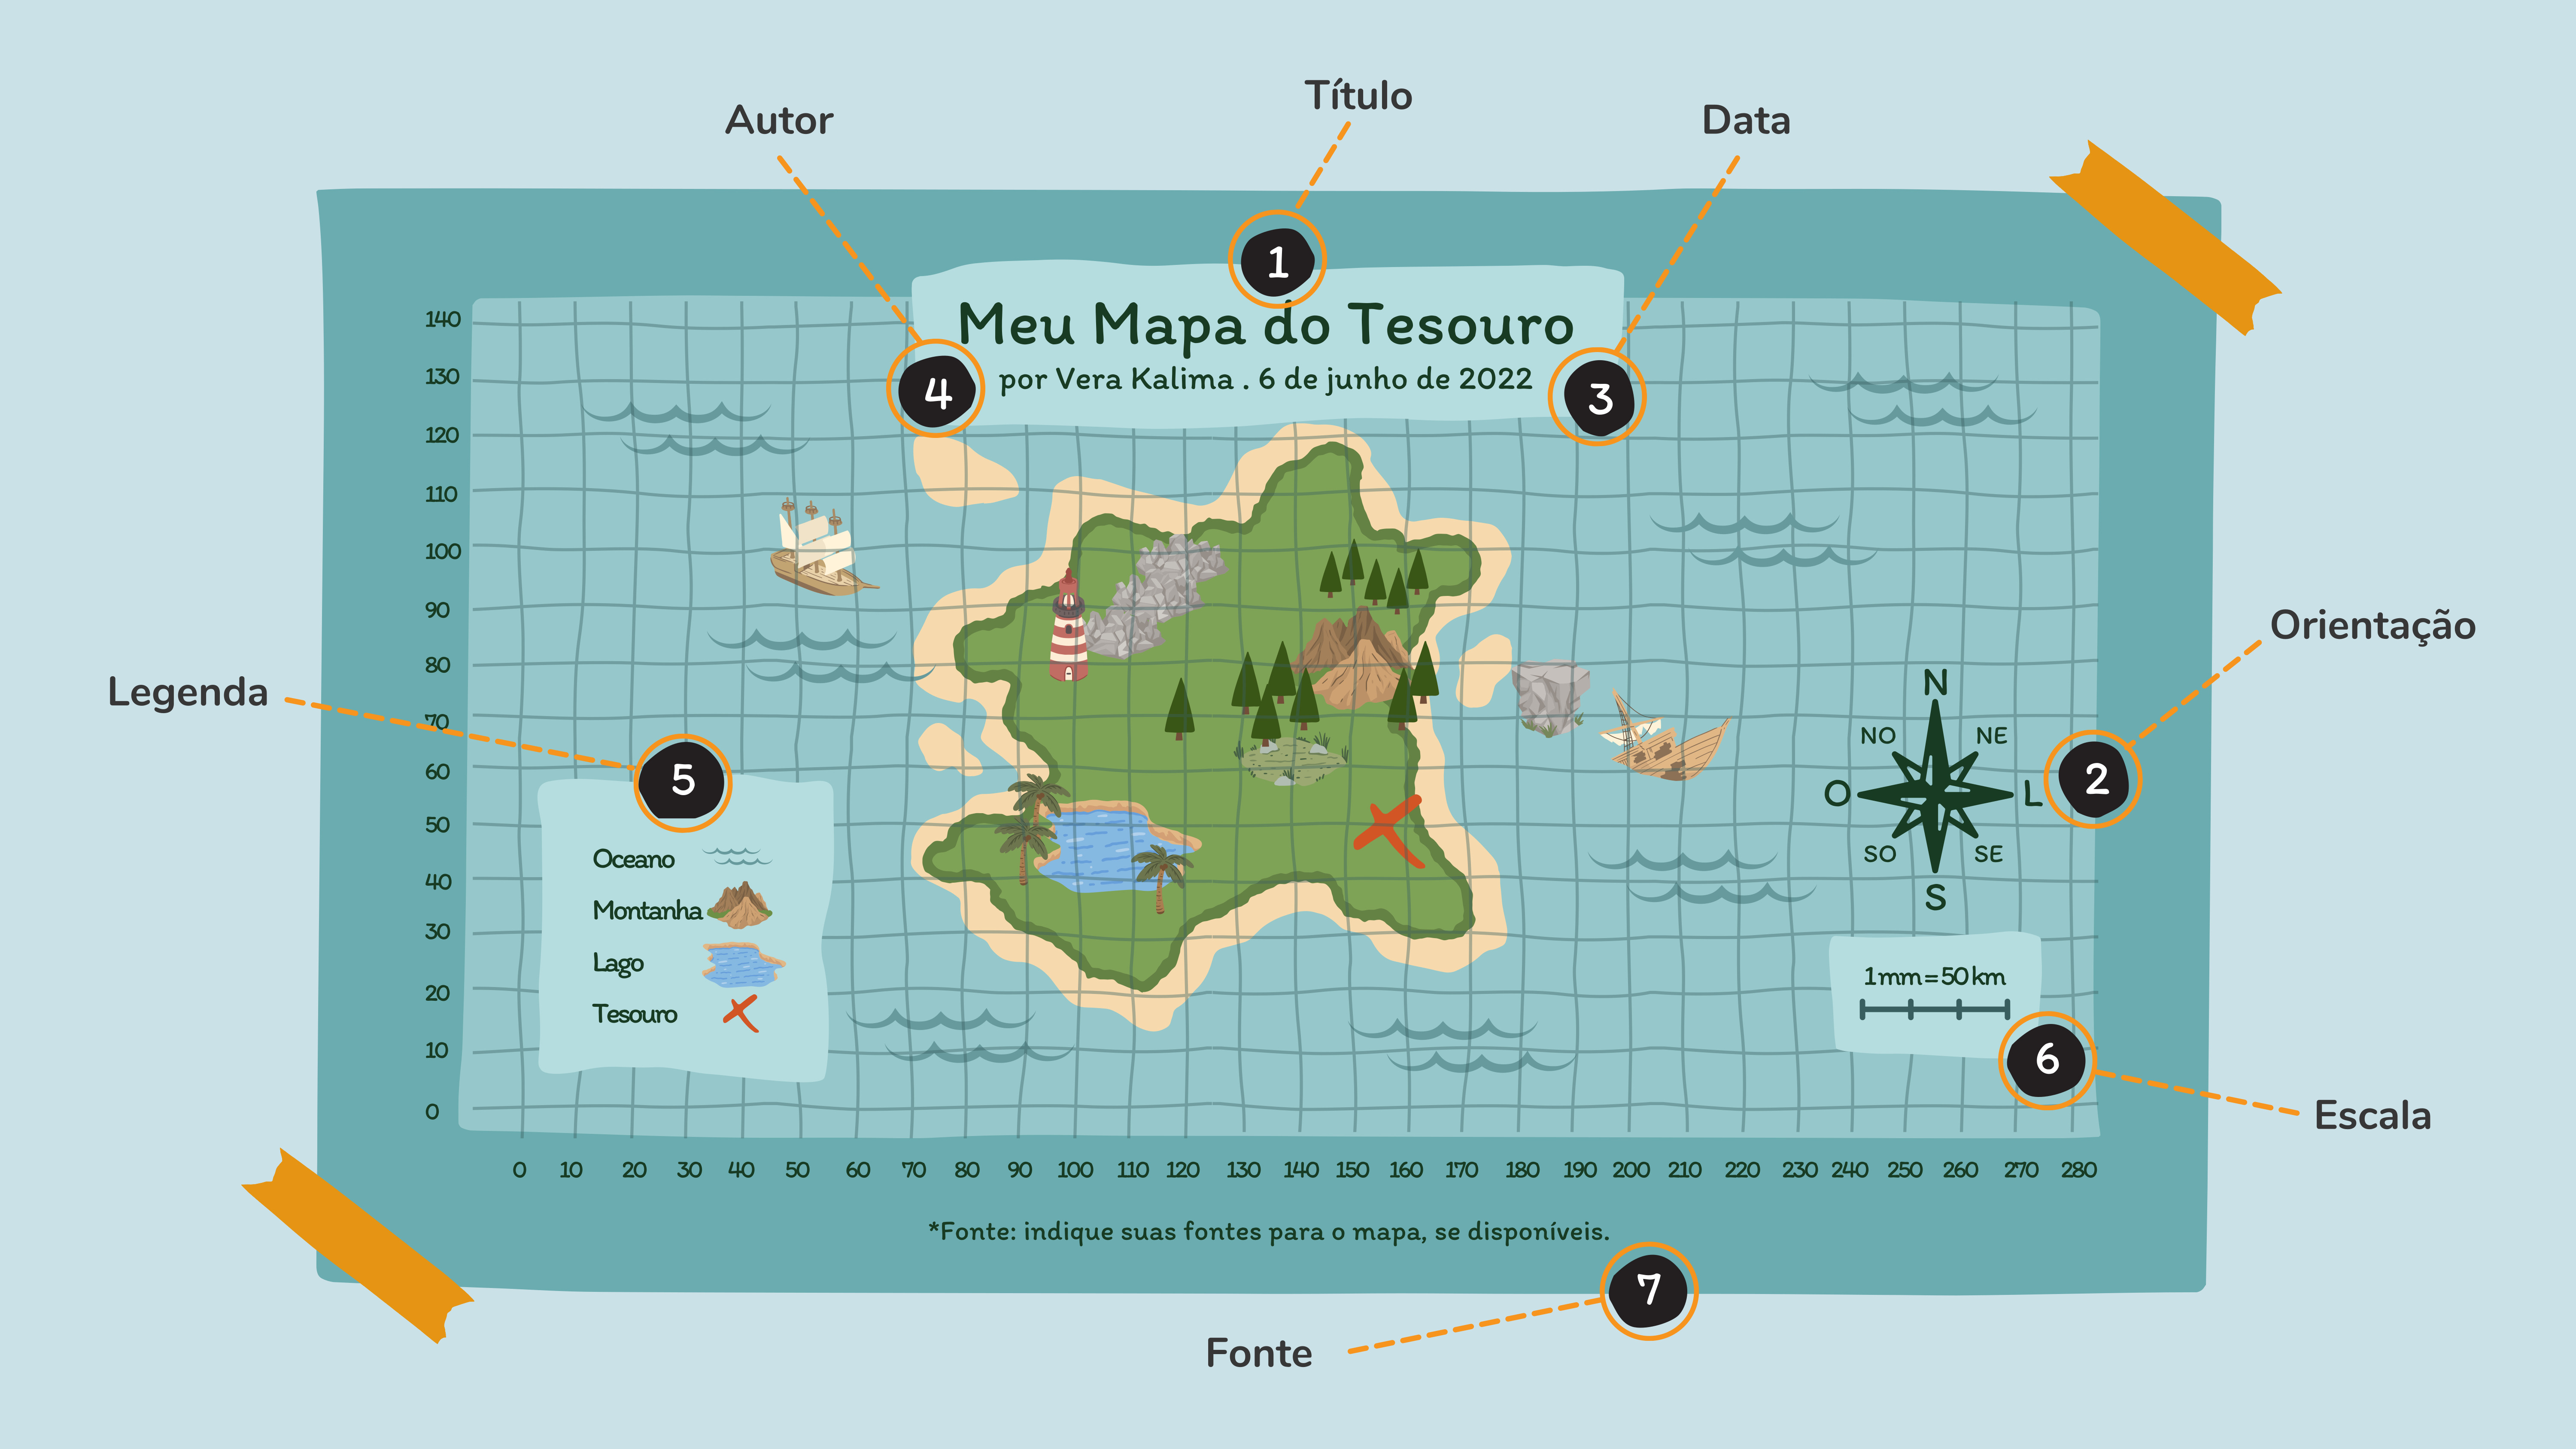 Título
Autor
Data
1
Meu Mapa do Tesouro
4
por Vera Kalima . 6 de junho de 2022
3
140
130
120
110
100
90
80
70
60
50
40
30
20
10
0
Orientação
Legenda
N
NO
NE
O
L
2
SO
SE
S
5
Oceano
Montanha
Lago
Tesouro
1mm=50km
6
Escala
0 10 20 30 40 50 60 70 80 90 100 110 120 130 140 150 160 170 180 190 200 210 220 230 240 250 260 270 280
*Fonte: indique suas fontes para o mapa, se disponíveis.
7
Fonte